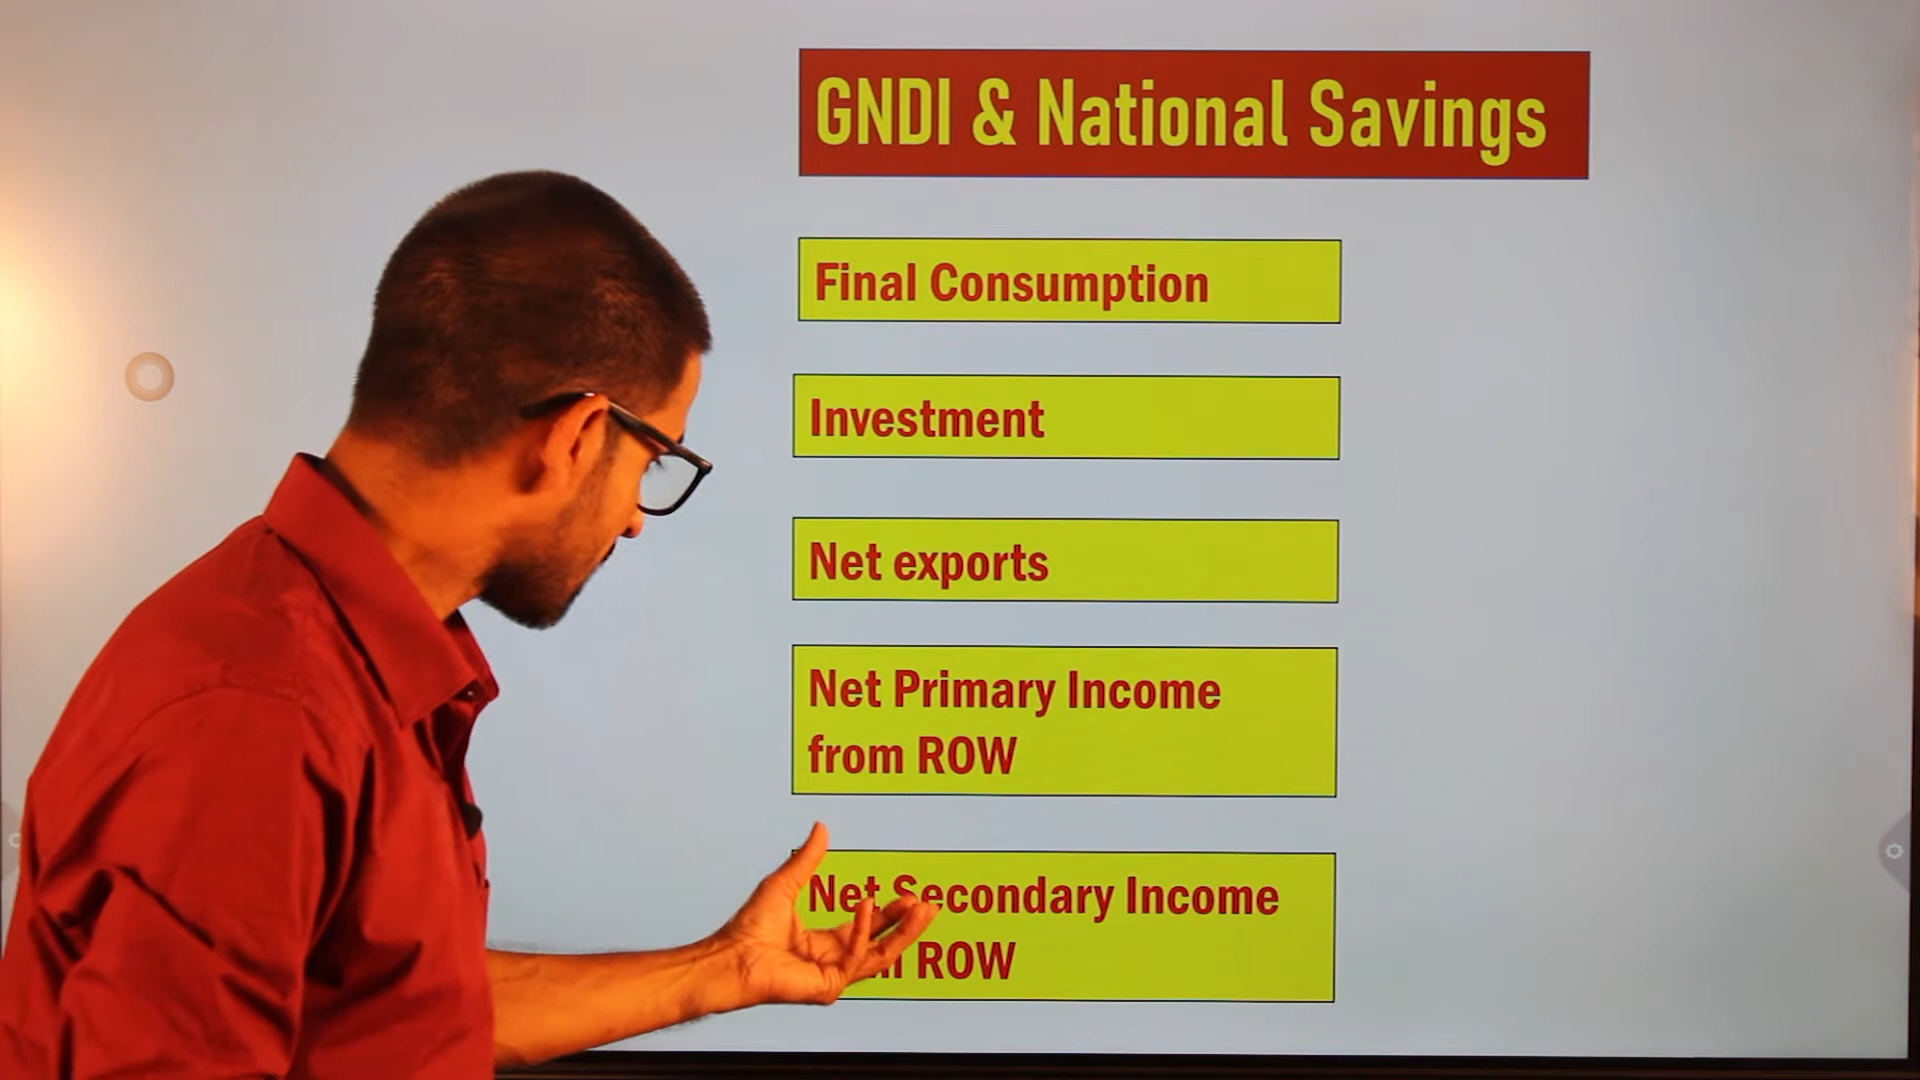 GNDI & National Savings
Final Consumption
Investment
Net exports
Net Primary Income
from ROW
Net Secondary Income
ROW